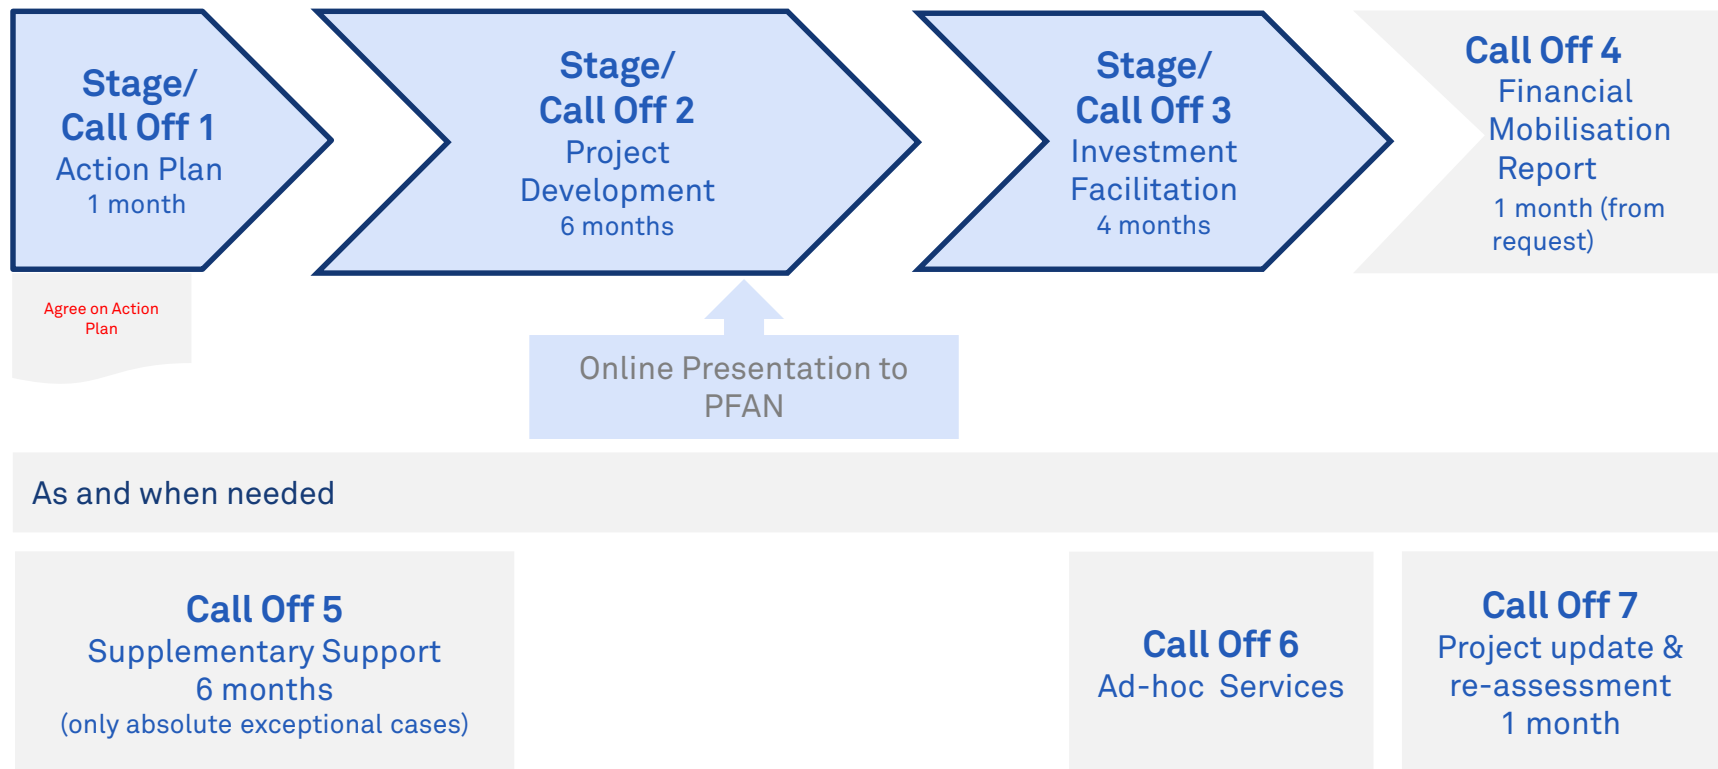 Stage/
Call Off 1
Action Plan
1 month
Stage/
Call Off 2
Project
Development
6 months
Stage/
Call Off 3
Investment
Facilitation
4 months
Call Off 4
Financial
Mobilisation
Report
1 month (from
request)
Agree on Action
Plan
Online Presentation to
PFAN
As and when needed
Call Off 5
Supplementary Support
6 months
(only absolute exceptional cases)
Call Off 6
Ad-hoc Services
Call Off 7
Project update &
re-assessment
1 month